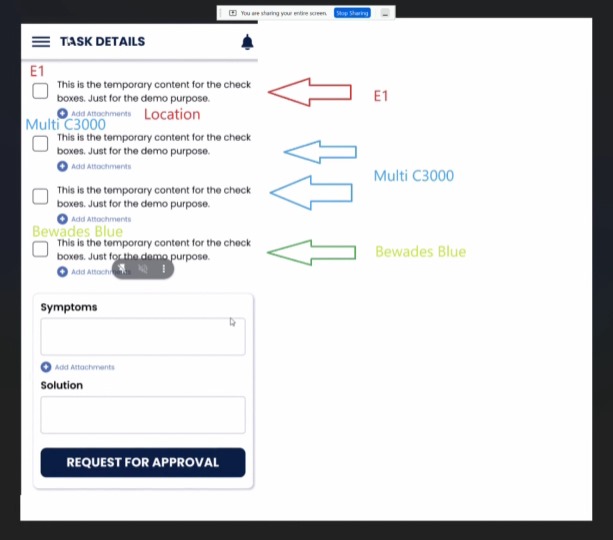 You are sharing your entire screen.
Stop Sharing
TASK DETAILS
E1
This is the temporary content for the check
boxes. Just for the demo purpose.
Add Attachments
Location
E1
Multi C3000
This is the temporary content for the check
boxes. Just for the demo purpose.
Add Attachments
Multi C3000
This is the temporary content for the check
boxes. Just for the demo purpose.
Add Attachments
Bewades Blue
This is the temporary content for the check
boxes. Just for the demo purpose.
Bewades Blue
Add Attachments
Symptoms
Add Attachments
Solution
REQUEST FOR APPROVAL